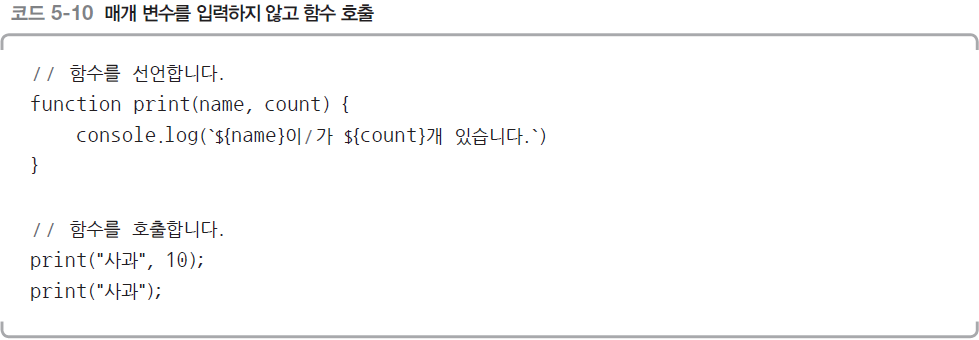 코드 5-10 매개 변수를 입력하지 않고 함수 호출
// 함수를 선언합니다.
function print(name, count) {
    console.log(`${name}이/가 ${count}개 있습니다.`)
}
// 함수를 호출합니다.
print("사과", 10);
print("사과");